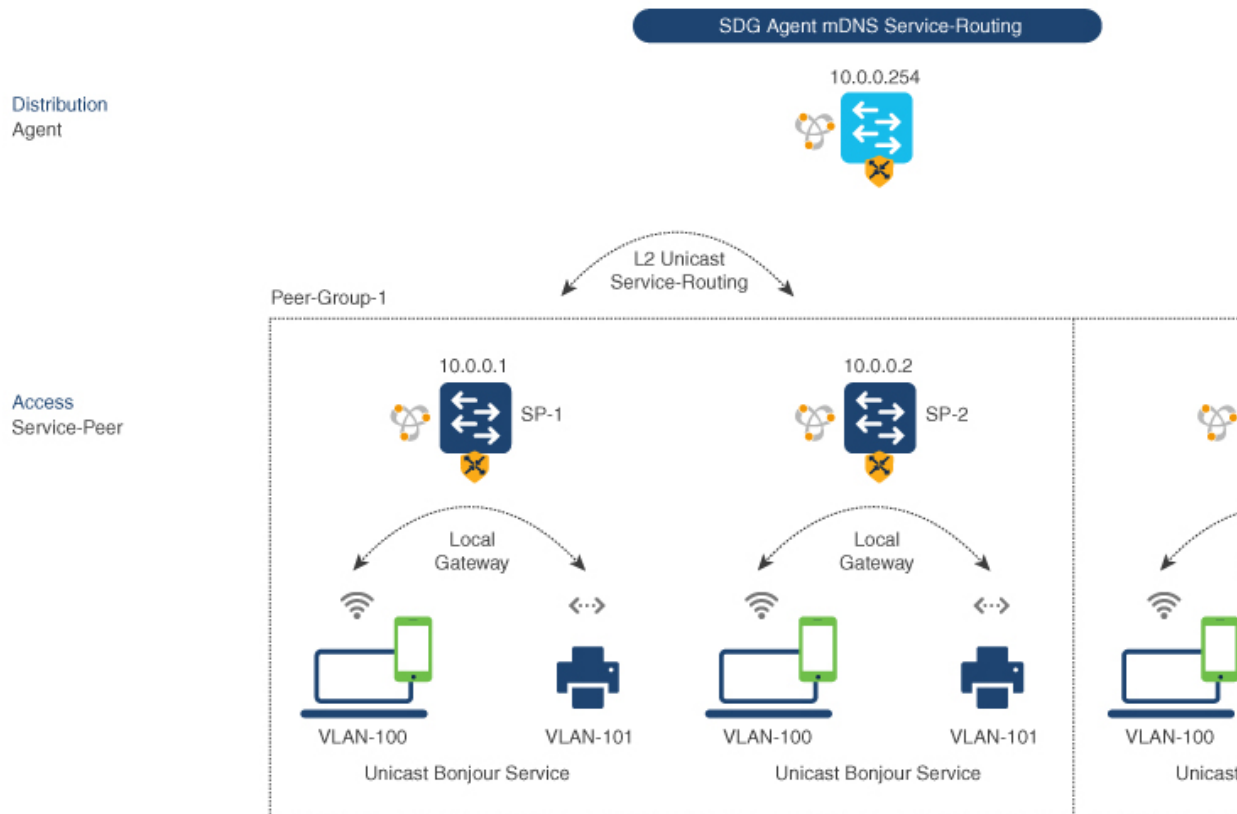 SDG Agent mDNS Service-Routing
10.0.0.254
Distribution
Agent
L2 Unicast
Service-Routing
Peer-Group-1
10.0.0.1
10.0.0.2
Access
Service-Peer
SP-1
SP-2
Local
Gateway
Local
Gateway
VLAN-100
VLAN-101
VLAN-100
VLAN-101
VLAN-100
Unicast Bonjour Service
Unicast Bonjour Service
Unicast